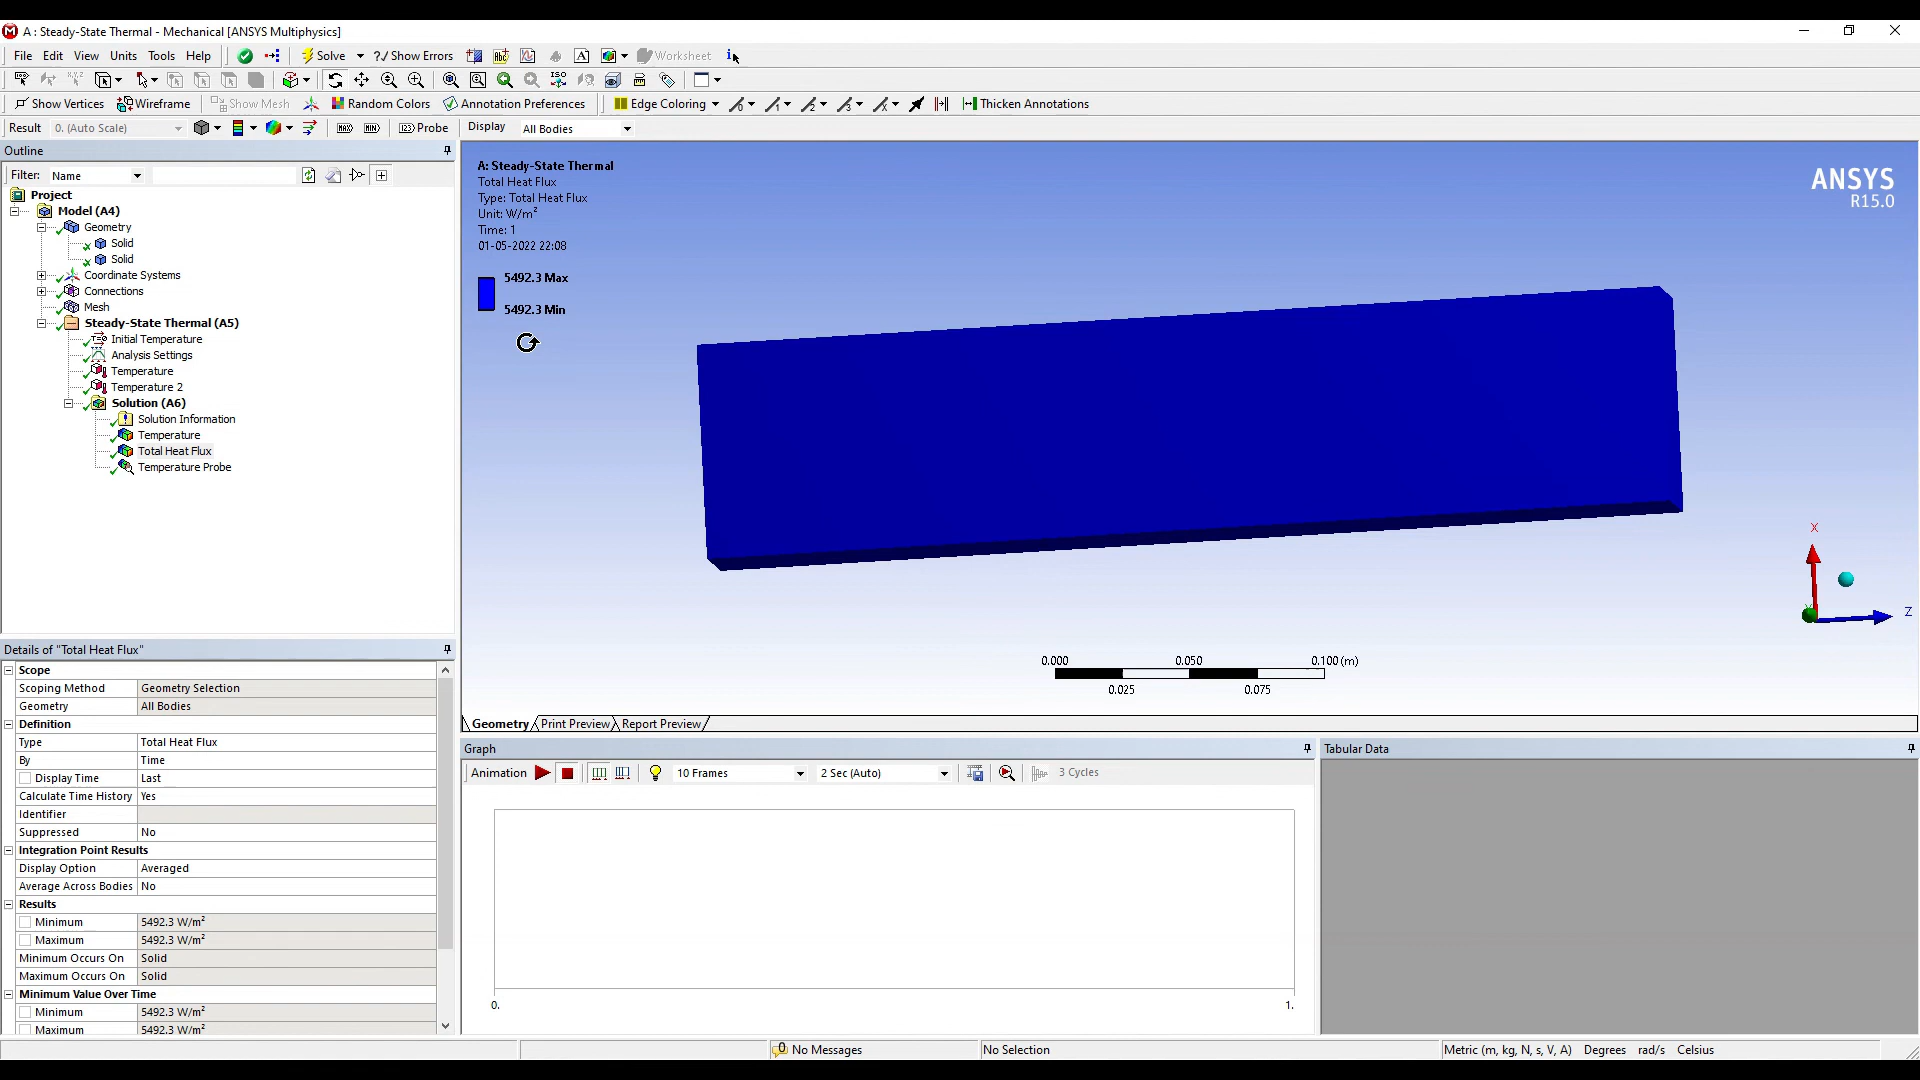 A : Steady-State Thermal - Mechanical [ANSYS Multiphysics]
File Edit View Units Tools Help Solve ?/ Show Errors Worksheet
Show Vertices Wireframe Show Mesh Random Colors Annotation Preferences Edge Coloring Thicken Annotations
Result 0. (Auto Scale) MAX MIN Probe Display All Bodies
Outline
Filter: Name
Project
Model (A4)
Geometry
Solid
Solid
Coordinate Systems
Connections
Mesh
Steady-State Thermal (A5)
Initial Temperature
Analysis Settings
Temperature
Temperature 2
Solution (A6)
Solution Information
Temperature
Total Heat Flux
Temperature Probe
A: Steady-State Thermal
Total Heat Flux
Type: Total Heat Flux
Unit: W/m²
Time: 1
01-05-2022 22:08
5492.3 Max
5492.3 Min
ANSYS
R15.0
X
Z
0.000 0.050 0.100 (m)
0.025 0.075
Geometry Print Preview Report Preview
Details of "Total Heat Flux"
Scope
Scoping Method Geometry Selection
Geometry All Bodies
Definition
Type Total Heat Flux
By Time
Display Time Last
Calculate Time History Yes
Identifier
Suppressed No
Integration Point Results
Display Option Averaged
Average Across Bodies No
Results
Minimum 5492.3 W/m²
Maximum 5492.3 W/m²
Minimum Occurs On Solid
Maximum Occurs On Solid
Minimum Value Over Time
Minimum 5492.3 W/m²
Maximum 5492.3 W/m²
Graph
Animation 10 Frames 2 Sec (Auto) 3 Cycles
0. 1.
Tabular Data
0 No Messages No Selection Metric (m, kg, N, s, V, A) Degrees rad/s Celsius